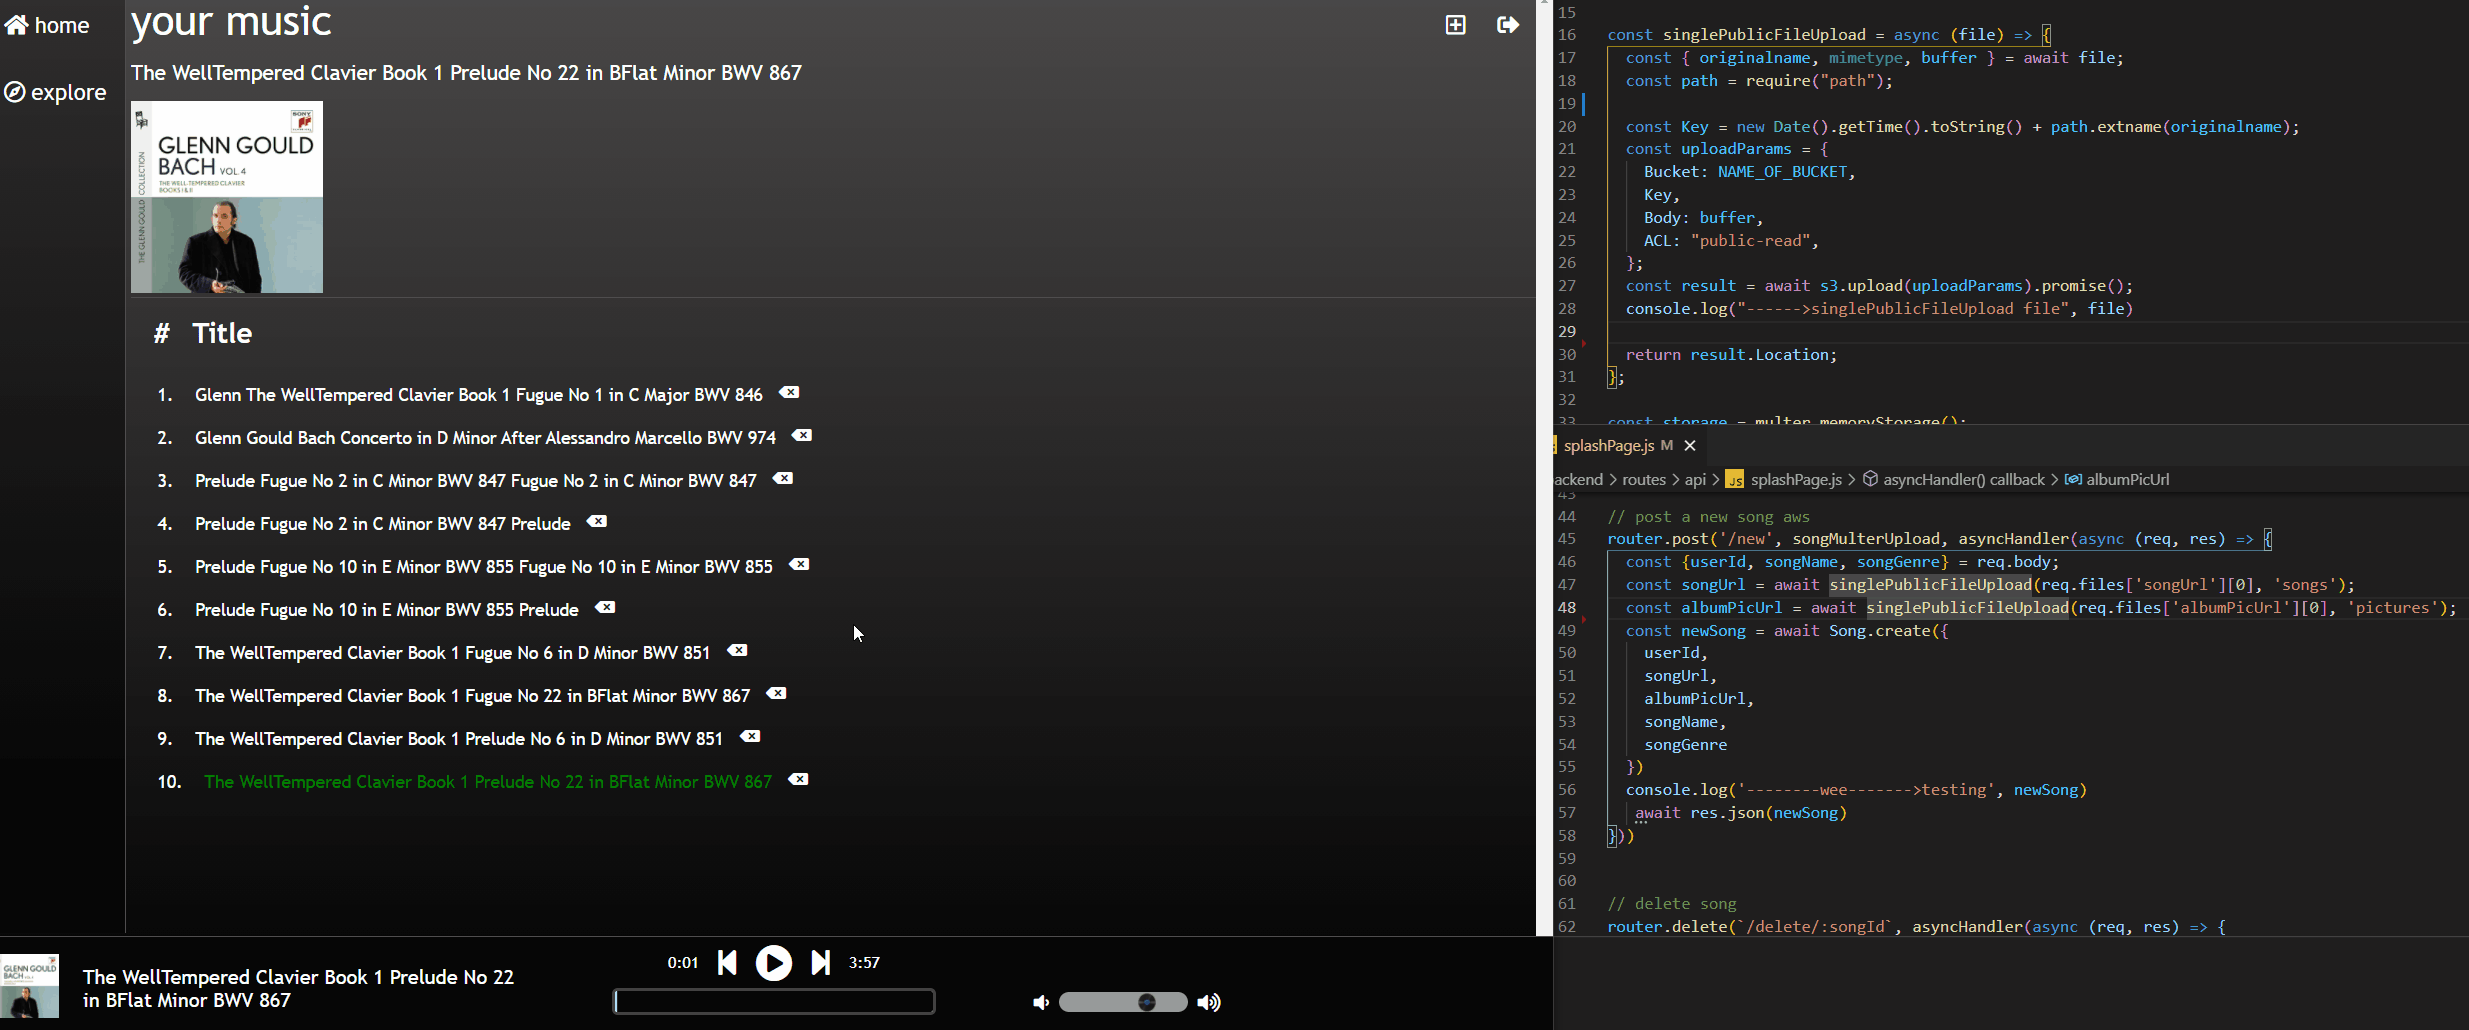 home
explore
your music
The WellTempered Clavier Book 1 Prelude No 22 in BFlat Minor BWV 867
SONY
GLENN GOULD
BACH VOL 4
THE WELL-TEMPERED CLAVIER
BOOKS I & II
THE GLENN GOULD COLLECTION
# Title
1. Glenn The WellTempered Clavier Book 1 Fugue No 1 in C Major BWV 846
2. Glenn Gould Bach Concerto in D Minor After Alessandro Marcello BWV 974
3. Prelude Fugue No 2 in C Minor BWV 847 Fugue No 2 in C Minor BWV 847
4. Prelude Fugue No 2 in C Minor BWV 847 Prelude
5. Prelude Fugue No 10 in E Minor BWV 855 Fugue No 10 in E Minor BWV 855
6. Prelude Fugue No 10 in E Minor BWV 855 Prelude
7. The WellTempered Clavier Book 1 Fugue No 6 in D Minor BWV 851
8. The WellTempered Clavier Book 1 Fugue No 22 in BFlat Minor BWV 867
9. The WellTempered Clavier Book 1 Prelude No 6 in D Minor BWV 851
10. The WellTempered Clavier Book 1 Prelude No 22 in BFlat Minor BWV 867
GLENN GOULD
BACH
The WellTempered Clavier Book 1 Prelude No 22
in BFlat Minor BWV 867
0:01
3:57
15
16 const singlePublicFileUpload = async (file) => {
17 const { originalname, mimetype, buffer } = await file;
18 const path = require("path");
19
20 const Key = new Date().getTime().toString() + path.extname(originalname);
21 const uploadParams = {
22 Bucket: NAME_OF_BUCKET,
23 Key,
24 Body: buffer,
25 ACL: "public-read",
26 };
27 const result = await s3.upload(uploadParams).promise();
28 console.log("------>singlePublicFileUpload file", file)
29
30 return result.Location;
31 };
32
33 const storage = multer.memoryStorage();
splashPage.js M
ackend > routes > api > JS splashPage.js > asyncHandler() callback > albumPicUrl
43
44 // post a new song aws
45 router.post('/new', songMulterUpload, asyncHandler(async (req, res) => {
46 const {userId, songName, songGenre} = req.body;
47 const songUrl = await singlePublicFileUpload(req.files['songUrl'][0], 'songs');
48 const albumPicUrl = await singlePublicFileUpload(req.files['albumPicUrl'][0], 'pictures');
49 const newSong = await Song.create({
50 userId,
51 songUrl,
52 albumPicUrl,
53 songName,
54 songGenre
55 })
56 console.log('--------wee------->testing', newSong)
57 await res.json(newSong)
58 }))
59
60
61 // delete song
62 router.delete(`/delete/:songId`, asyncHandler(async (req, res) => {